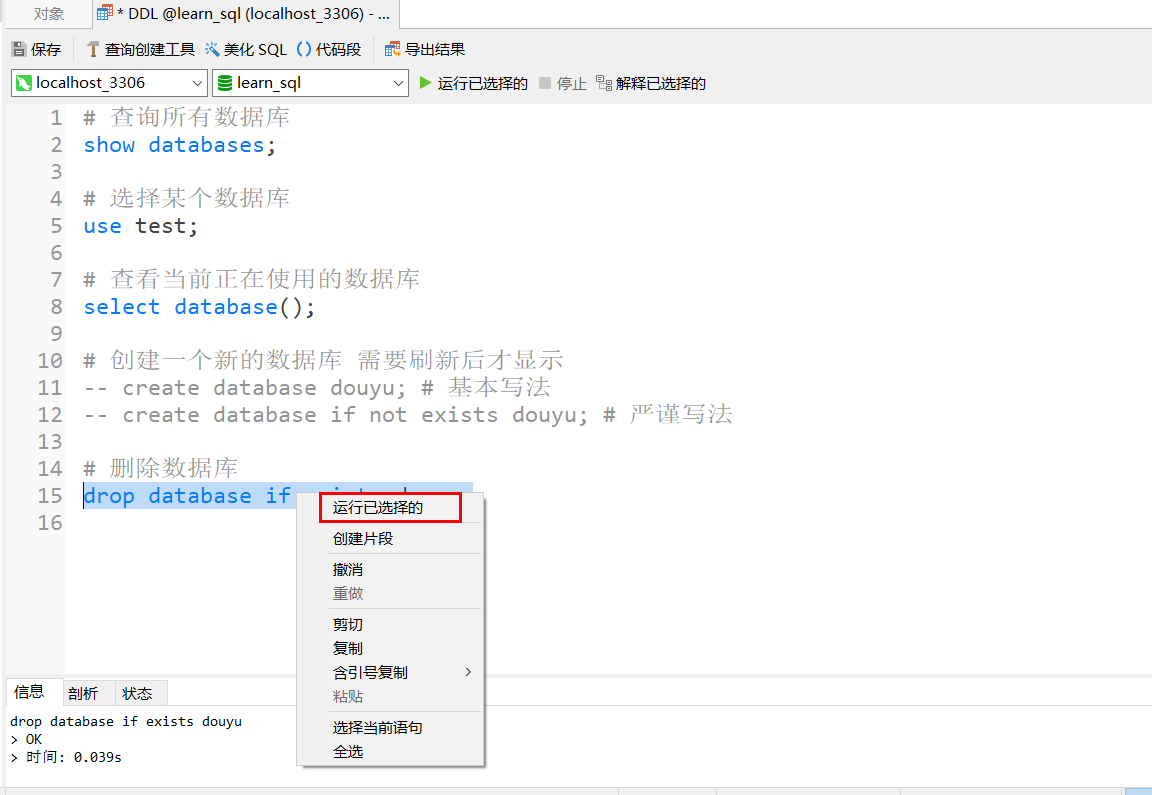 对象
* DDL @learn_sql (localhost_3306) - ...
保存 查询创建工具 美化 SQL () 代码段 导出结果
localhost_3306 learn_sql 运行已选择的 停止 解释已选择的
1 # 查询所有数据库
2 show databases;
3
4 # 选择某个数据库
5 use test;
6
7 # 查看当前正在使用的数据库
8 select database();
9
10 # 创建一个新的数据库 需要刷新后才显示
11 -- create database douyu; # 基本写法
12 -- create database if not exists douyu; # 严谨写法
13
14 # 删除数据库
15 drop database if
16
运行已选择的
创建片段
撤消
重做
剪切
复制
含引号复制
粘贴
选择当前语句
全选
信息 剖析 状态
drop database if exists douyu
> OK
> 时间: 0.039s